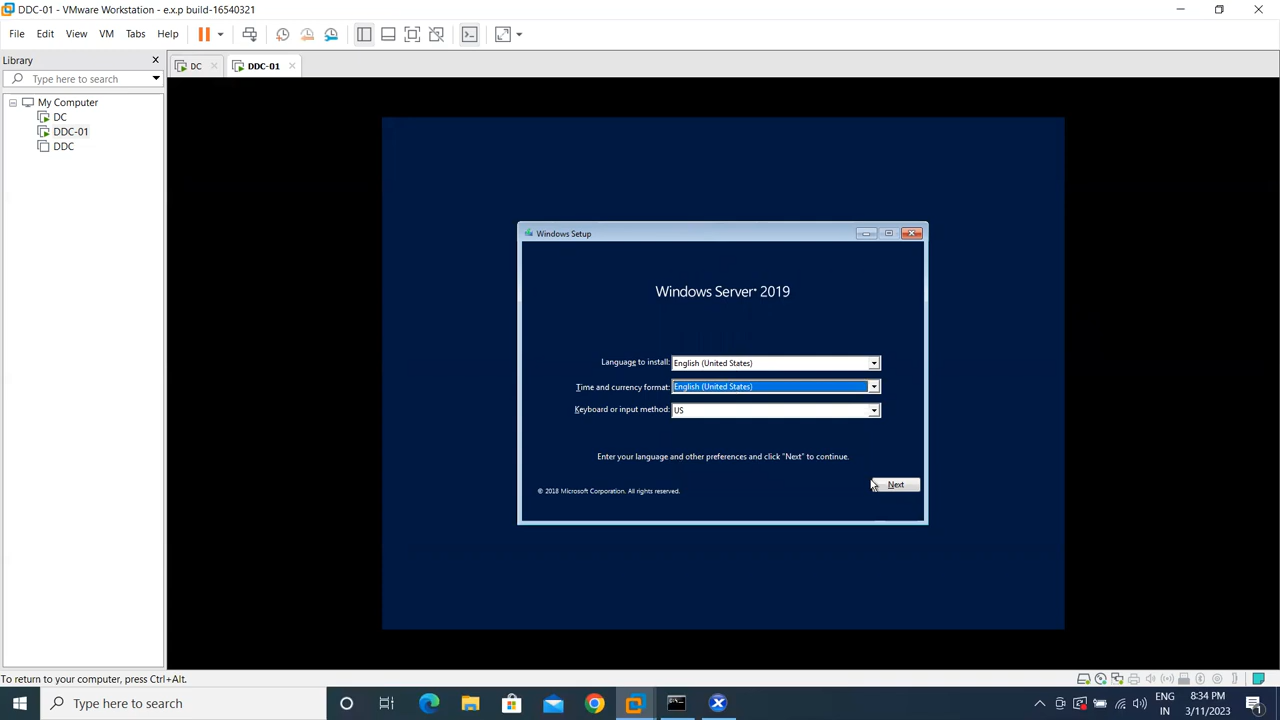 DDC-01 - VMware Workstation - e.x.p build-16540321
File Edit View VM Tabs Help
Library
DC
DDC-01
Type here to search
My Computer
DC
DDC-01
DDC
Windows Setup
Windows Server 2019
Language to install: English (United States)
Time and currency format: English (United States)
Keyboard or input method: US
Enter your language and other preferences and click "Next" to continue.
Next
© 2018 Microsoft Corporation. All rights reserved.
To return to your computer, press Ctrl+Alt.
Type here to search
ENG
IN
8:34 PM
3/11/2023
1